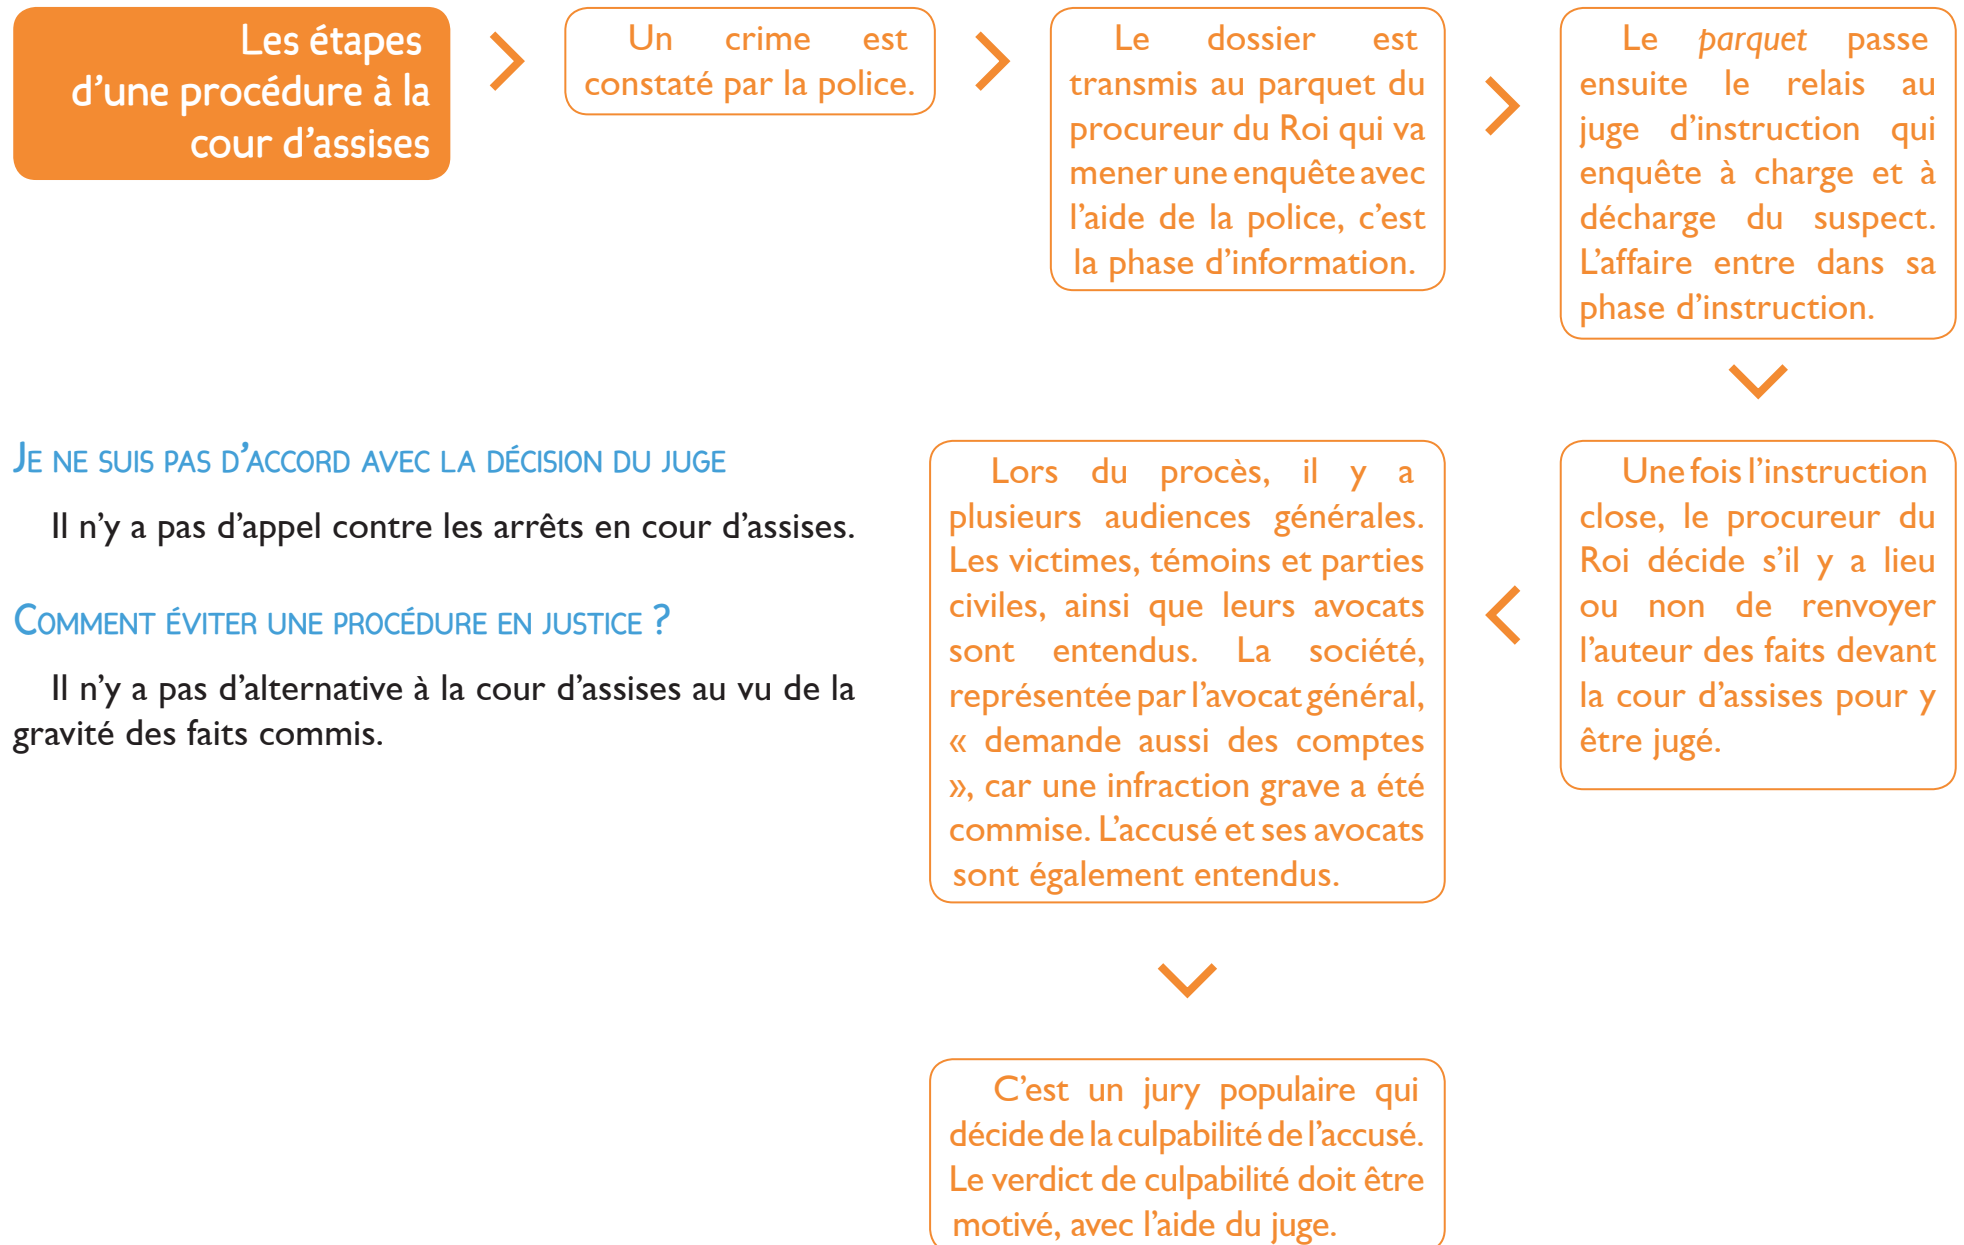 Les étapes
d’une procédure à la
cour d’assises
Un crime est
constaté par la police.
Le dossier est
transmis au parquet du
procureur du Roi qui va
mener une enquête avec
l’aide de la police, c’est
la phase d’information.
Le parquet passe
ensuite le relais au
juge d’instruction qui
enquête à charge et à
décharge du suspect.
L’affaire entre dans sa
phase d’instruction.
Une fois l’instruction
close, le procureur du
Roi décide s’il y a lieu
ou non de renvoyer
l’auteur des faits devant
la cour d’assises pour y
être jugé.
Lors du procès, il y a
plusieurs audiences générales.
Les victimes, témoins et parties
civiles, ainsi que leurs avocats
sont entendus. La société,
représentée par l’avocat général,
« demande aussi des comptes
», car une infraction grave a été
commise. L’accusé et ses avocats
sont également entendus.
C’est un jury populaire qui
décide de la culpabilité de l’accusé.
Le verdict de culpabilité doit être
motivé, avec l’aide du juge.
Je ne suis pas d’accord avec la décision du juge
Il n’y a pas d’appel contre les arrêts en cour d’assises.
Comment éviter une procédure en justice ?
Il n’y a pas d’alternative à la cour d’assises au vu de la
gravité des faits commis.